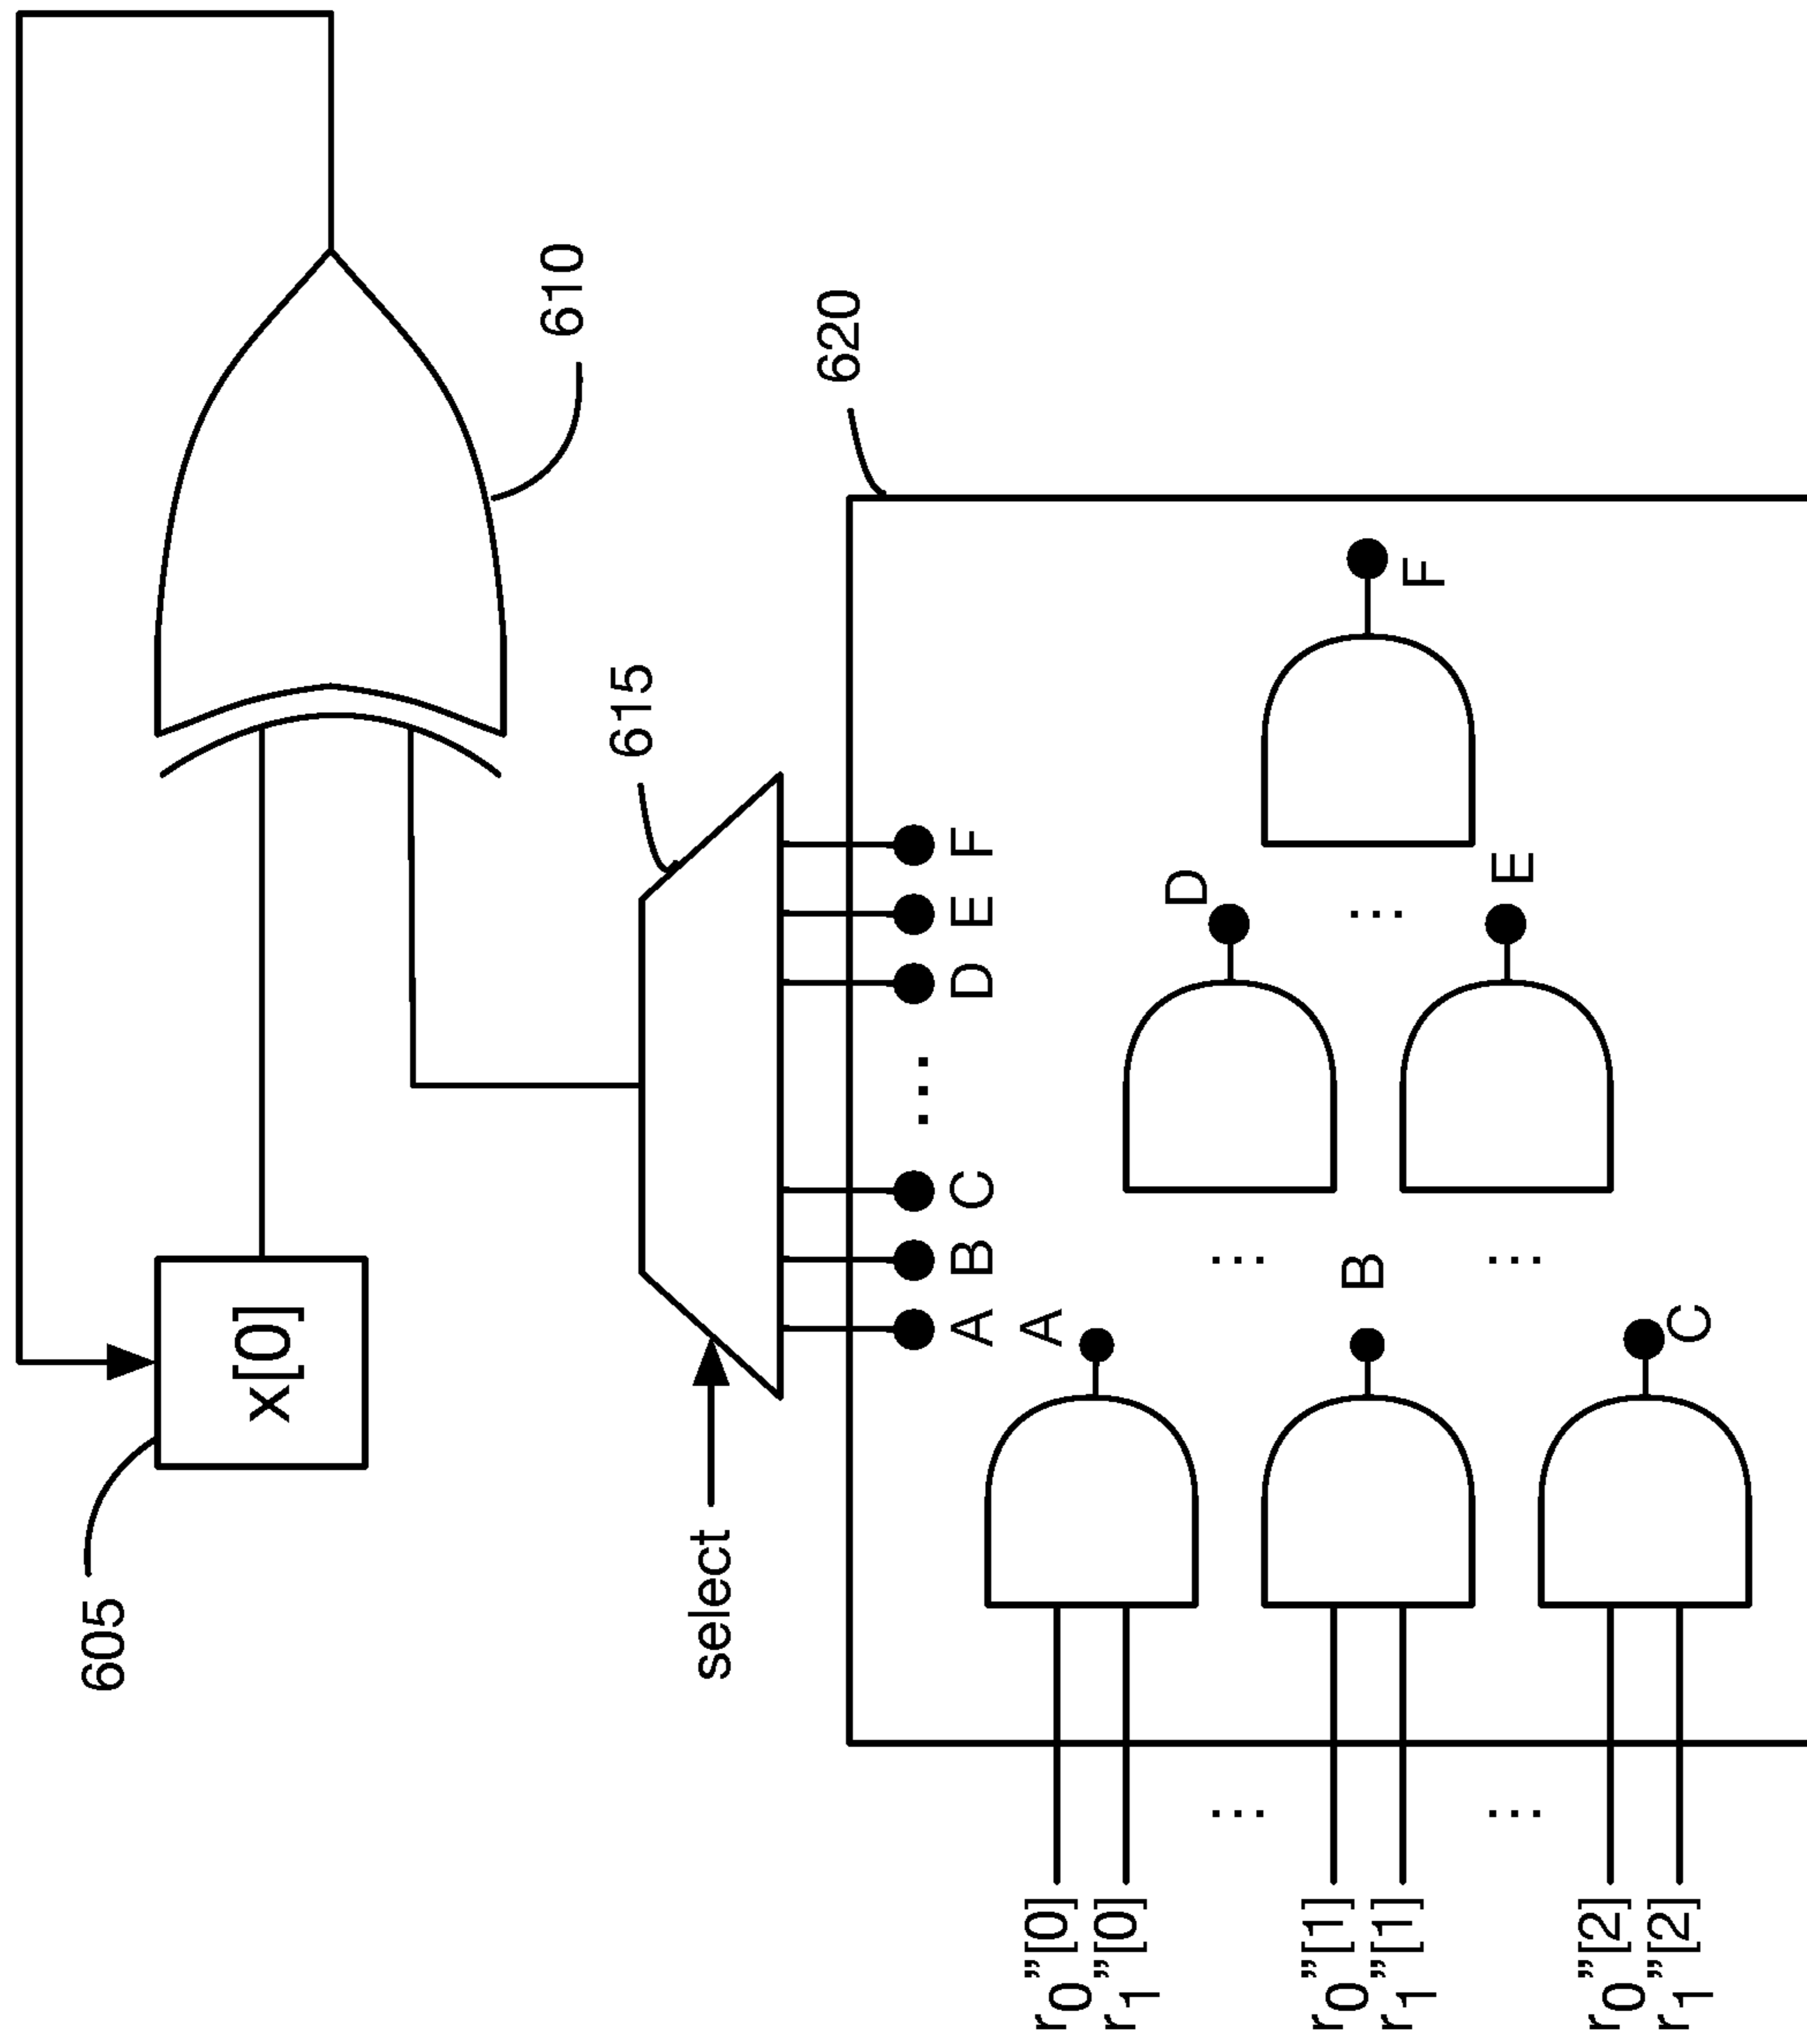 605
x[0]
610
select
615
620
A B C ... D E F
A
D
r0”[0]
r1”[0]
...
...
B
...
F
r0”[1]
r1”[1]
...
...
E
C
r0”[2]
r1”[2]